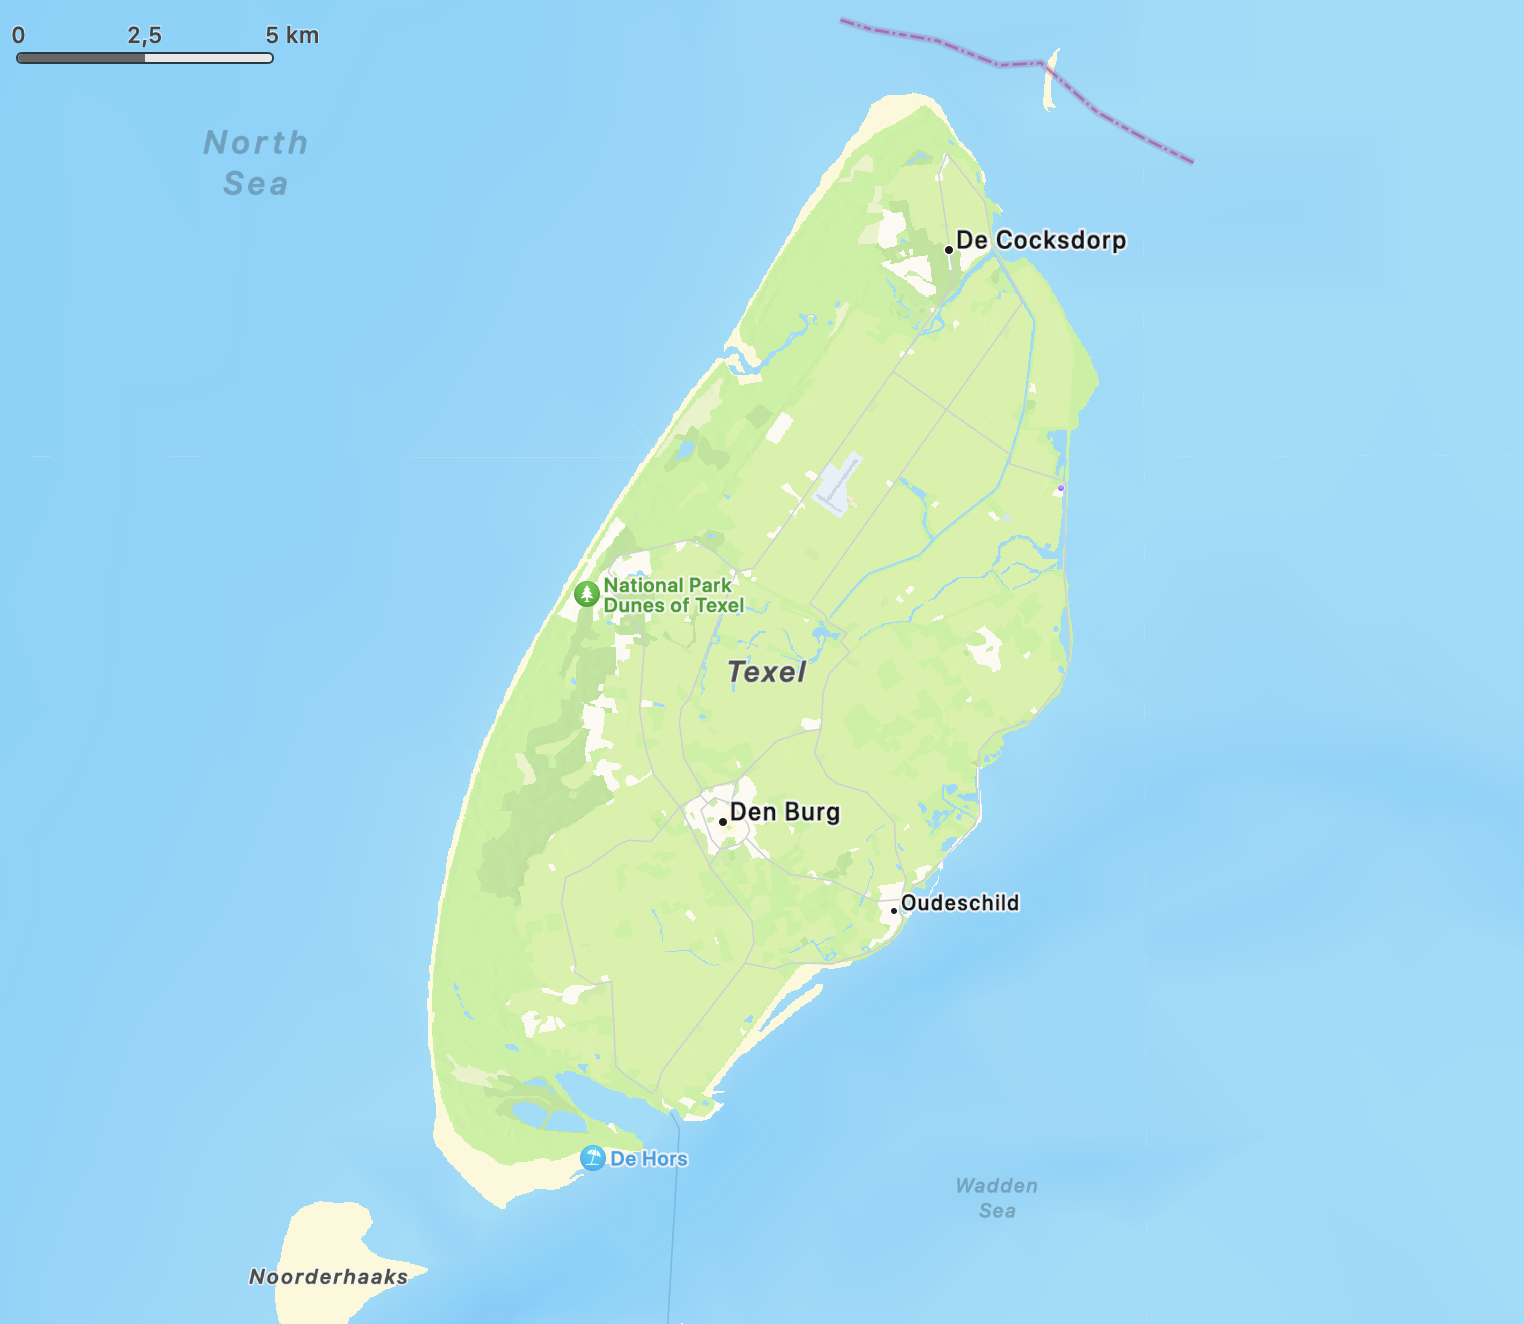 0 2,5 5 km
North
Sea
De Cocksdorp
National Park
Dunes of Texel
Texel
Den Burg
Oudeschild
De Hors
Wadden
Sea
Noorderhaaks